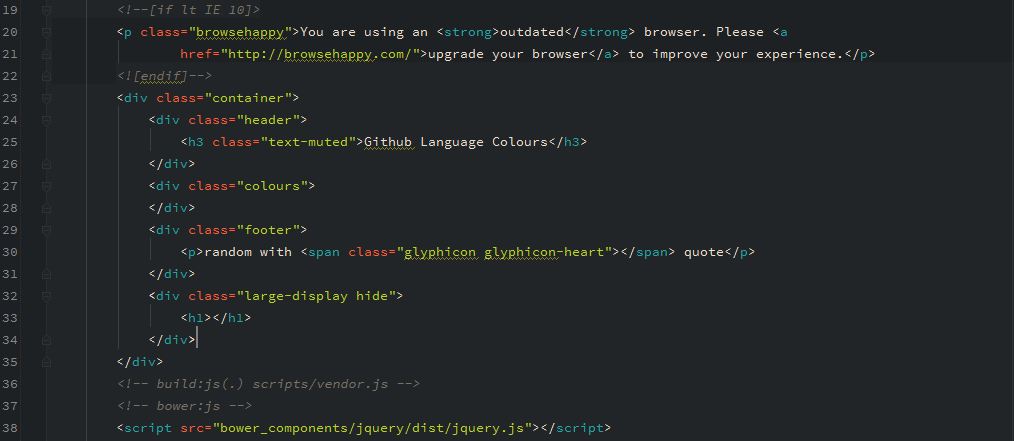 19 <!--[if lt IE 10]>
20 <p class="browsehappy">You are using an <strong>outdated</strong> browser. Please <a
21 href="http://browsehappy.com/">upgrade your browser</a> to improve your experience.</p>
22 <![endif]-->
23 <div class="container">
24 <div class="header">
25 <h3 class="text-muted">Github Language Colours</h3>
26 </div>
27 <div class="colours">
28 </div>
29 <div class="footer">
30 <p>random with <span class="glyphicon glyphicon-heart"></span> quote</p>
31 </div>
32 <div class="large-display hide">
33 <h1></h1>
34 </div>
35 </div>
36 <!-- build:js(.) scripts/vendor.js -->
37 <!-- bower:js -->
38 <script src="bower_components/jquery/dist/jquery.js"></script>